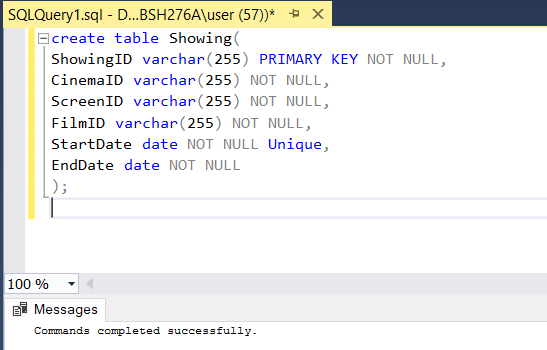 SQLQuery1.sql - D...BSH276A\user (57))*
create table Showing(
ShowingID varchar(255) PRIMARY KEY NOT NULL,
CinemaID varchar(255) NOT NULL,
ScreenID varchar(255) NOT NULL,
FilmID varchar(255) NOT NULL,
StartDate date NOT NULL Unique,
EndDate date NOT NULL
);
100 %
Messages
Commands completed successfully.